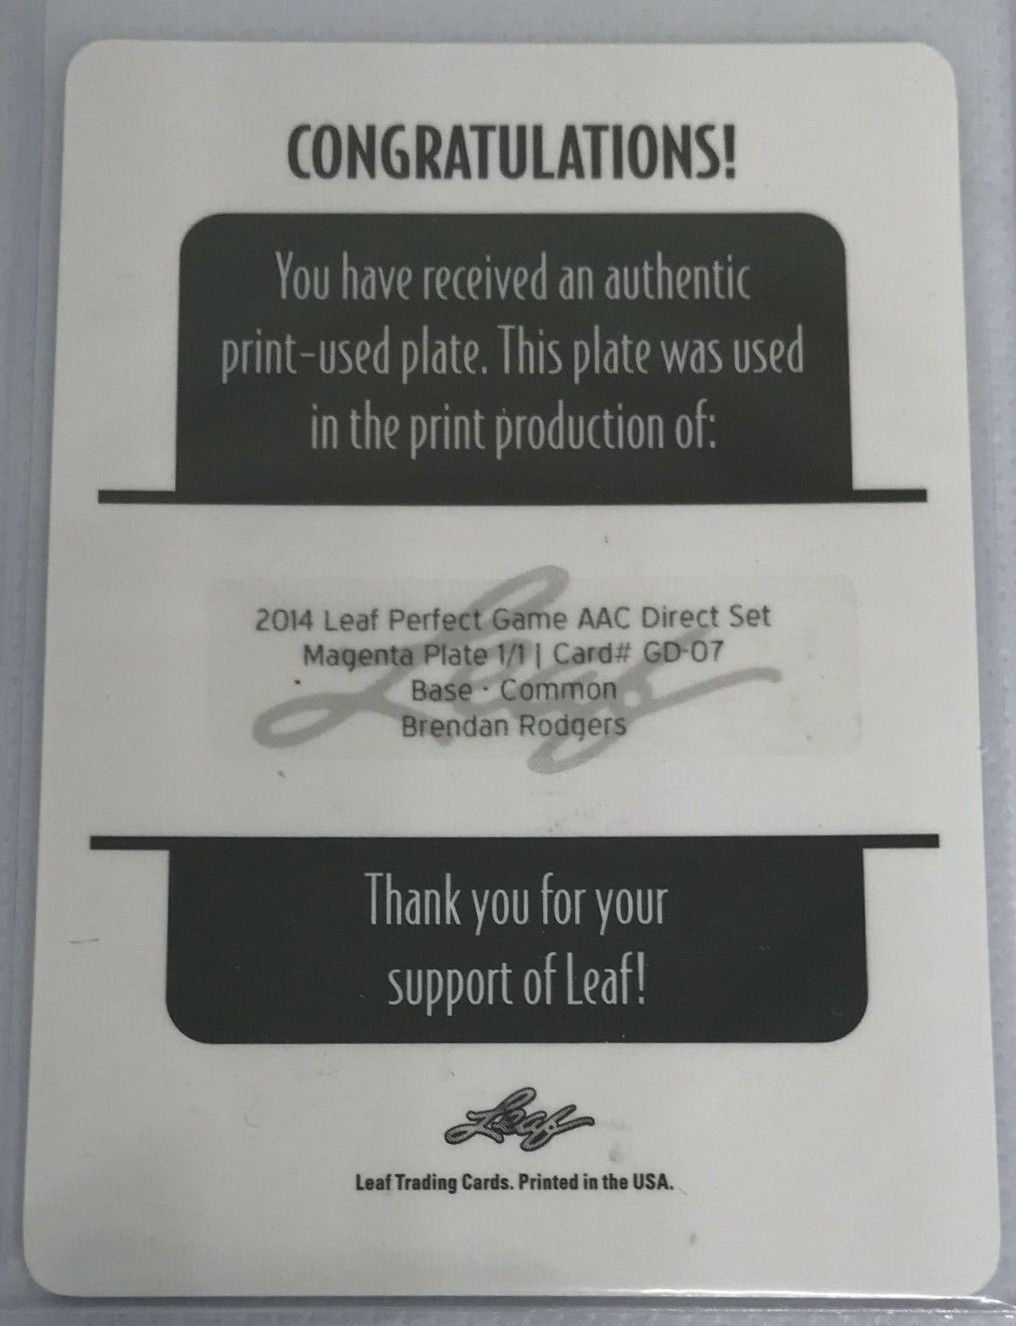 CONGRATULATIONS!
You have received an authentic
print-used plate. This plate was used
in the print production of:
2014 Leaf Perfect Game AAC Direct Set
Magenta Plate 1/1 | Card# GD-07
Base · Common
Brendan Rodgers
Leaf
Thank you for your
support of Leaf!
Leaf
Leaf Trading Cards. Printed in the USA.